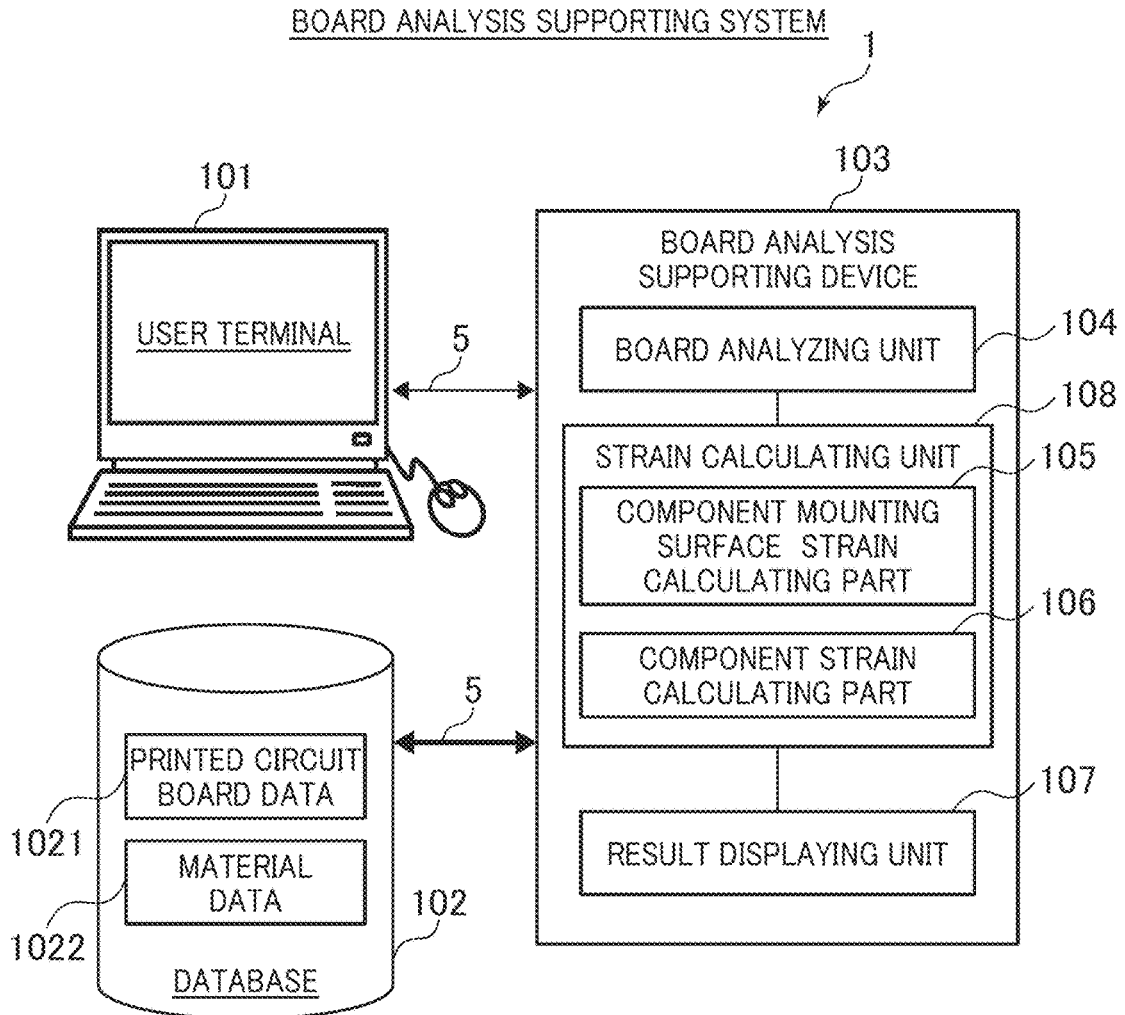 BOARD ANALYSIS SUPPORTING SYSTEM
1
101
USER TERMINAL
5
103
BOARD ANALYSIS
SUPPORTING DEVICE
BOARD ANALYZING UNIT
104
108
STRAIN CALCULATING UNIT
105
COMPONENT MOUNTING
SURFACE STRAIN
CALCULATING PART
106
COMPONENT STRAIN
CALCULATING PART
107
RESULT DISPLAYING UNIT
5
PRINTED CIRCUIT
BOARD DATA
1021
MATERIAL
DATA
1022
102
DATABASE